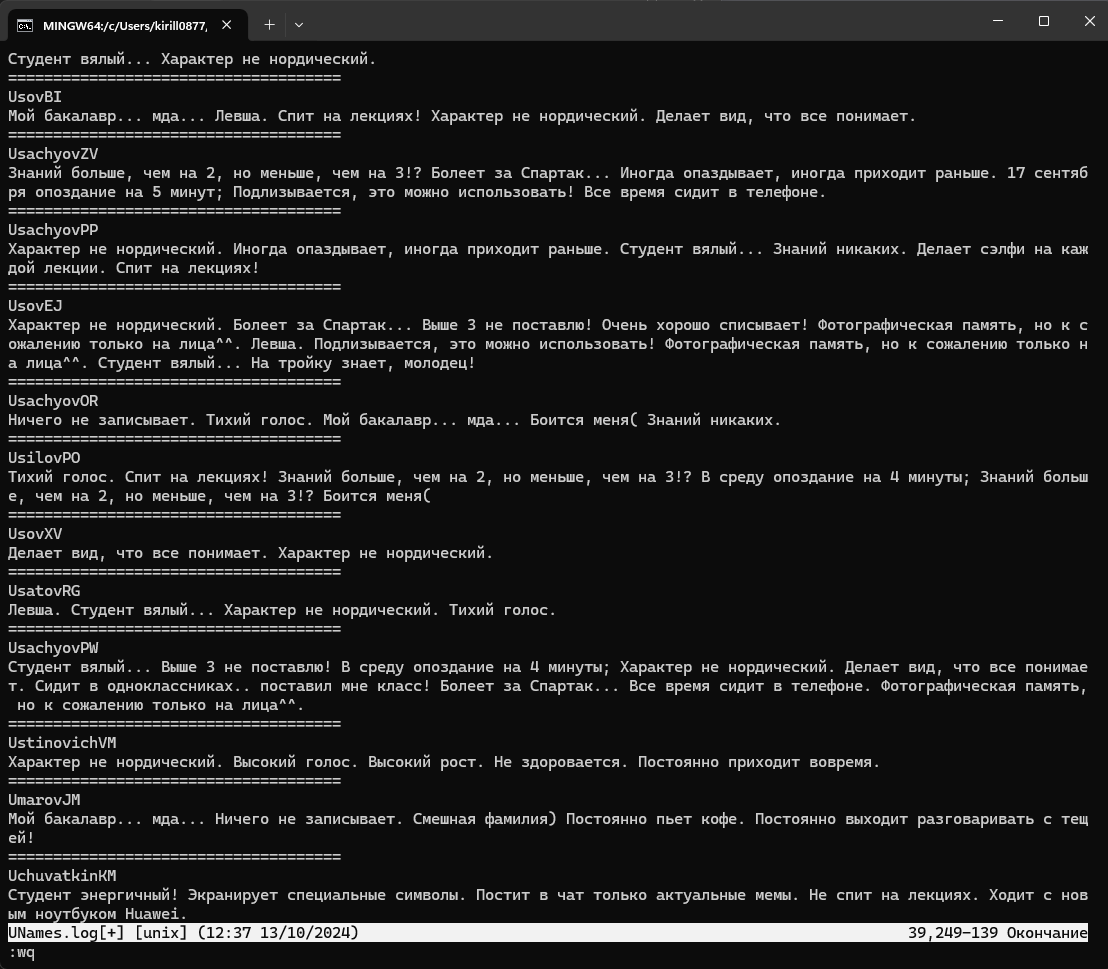 MINGW64:/c/Users/kirill0877,
Студент вялый... Характер не нордический.
=====================================
UsovBI
Мой бакалавр... мда... Левша. Спит на лекциях! Характер не нордический. Делает вид, что все понимает.
=====================================
UsachyovZV
Знаний больше, чем на 2, но меньше, чем на 3!? Болеет за Спартак... Иногда опаздывает, иногда приходит раньше. 17 сентяб
ря опоздание на 5 минут; Подлизывается, это можно использовать! Все время сидит в телефоне.
=====================================
UsachyovPP
Характер не нордический. Иногда опаздывает, иногда приходит раньше. Студент вялый... Знаний никаких. Делает сэлфи на каж
дой лекции. Спит на лекциях!
=====================================
UsovEJ
Характер не нордический. Болеет за Спартак... Выше 3 не поставлю! Очень хорошо списывает! Фотографическая память, но к с
ожалению только на лица^^. Левша. Подлизывается, это можно использовать! Фотографическая память, но к сожалению только н
а лица^^. Студент вялый... На тройку знает, молодец!
=====================================
UsachyovOR
Ничего не записывает. Тихий голос. Мой бакалавр... мда... Боится меня( Знаний никаких.
=====================================
UsilovPO
Тихий голос. Спит на лекциях! Знаний больше, чем на 2, но меньше, чем на 3!? В среду опоздание на 4 минуты; Знаний больш
е, чем на 2, но меньше, чем на 3!? Боится меня(
=====================================
UsovXV
Делает вид, что все понимает. Характер не нордический.
=====================================
UsatovRG
Левша. Студент вялый... Характер не нордический. Тихий голос.
=====================================
UsachyovPW
Студент вялый... Выше 3 не поставлю! В среду опоздание на 4 минуты; Характер не нордический. Делает вид, что все понимае
т. Сидит в одноклассниках.. поставил мне класс! Болеет за Спартак... Все время сидит в телефоне. Фотографическая память,
но к сожалению только на лица^^.
=====================================
UstinovichVM
Характер не нордический. Высокий голос. Высокий рост. Не здоровается. Постоянно приходит вовремя.
=====================================
UmarovJM
Мой бакалавр... мда... Ничего не записывает. Смешная фамилия) Постоянно пьет кофе. Постоянно выходит разговаривать с тещ
ей!
=====================================
UchuvatkinKM
Студент энергичный! Экранирует специальные символы. Постит в чат только актуальные мемы. Не спит на лекциях. Ходит с нов
ым ноутбуком Huawei.
UNames.log[+] [unix] (12:37 13/10/2024) 39,249-139 Окончание
:wq